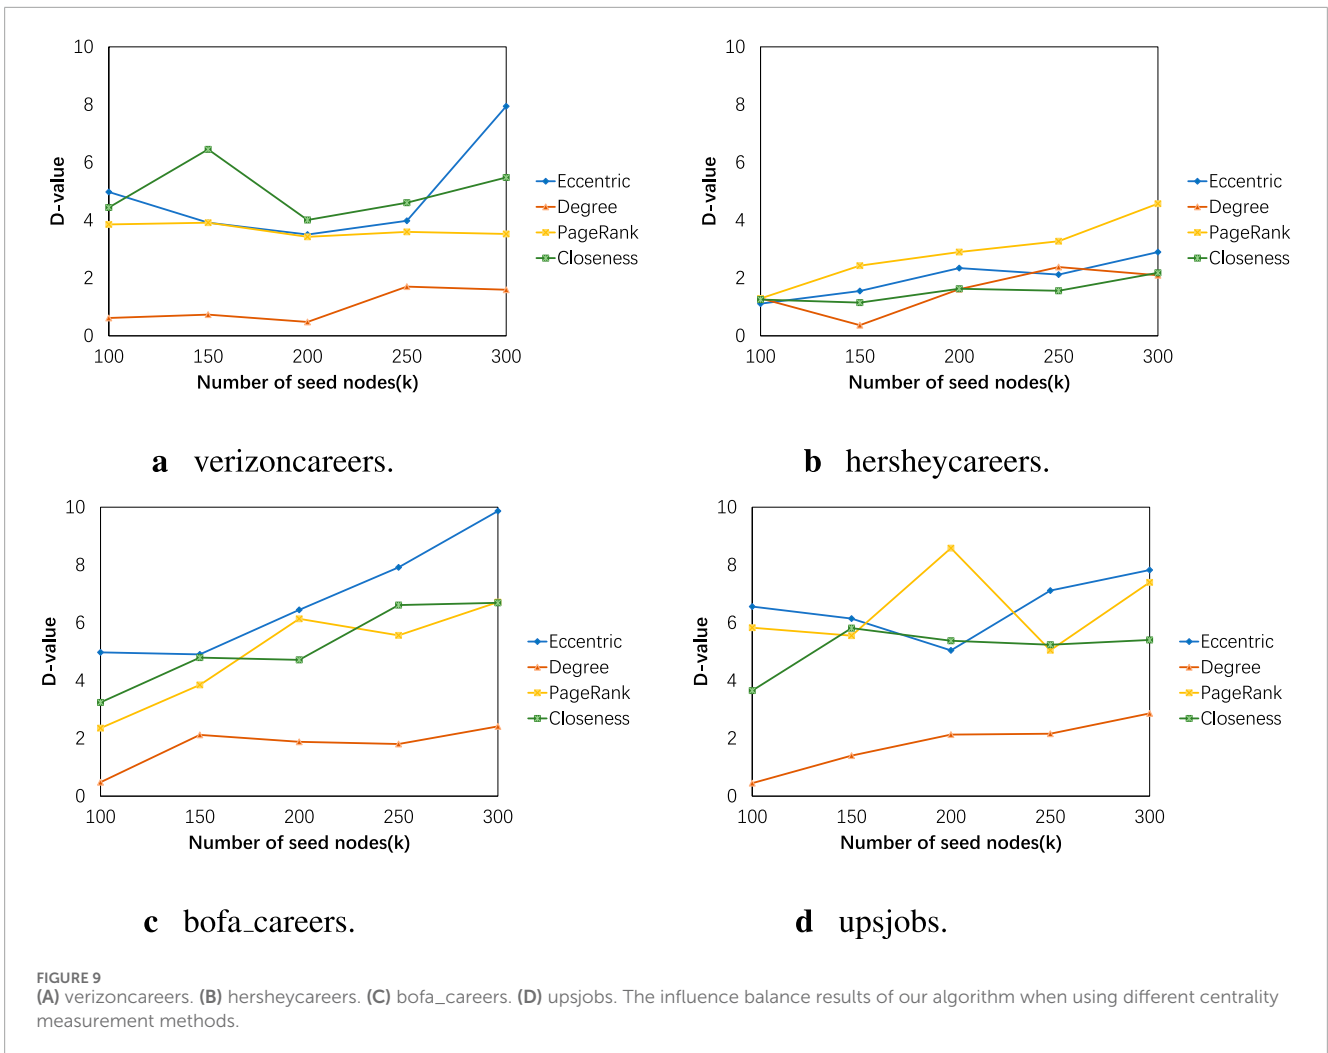 10
8
6
4
2
0
D-value
100 150 200 250 300
Number of seed nodes(k)
Eccentric
Degree
PageRank
Closeness
a verizoncareers.
10
8
6
4
2
0
D-value
100 150 200 250 300
Number of seed nodes(k)
Eccentric
Degree
PageRank
Closeness
b hersheycareers.
10
8
6
4
2
0
D-value
100 150 200 250 300
Number of seed nodes(k)
Eccentric
Degree
PageRank
Closeness
c bofa_careers.
10
8
6
4
2
0
D-value
100 150 200 250 300
Number of seed nodes(k)
Eccentric
Degree
PageRank
Closeness
d upsjobs.
FIGURE 9
(A) verizoncareers. (B) hersheycareers. (C) bofa_careers. (D) upsjobs. The influence balance results of our algorithm when using different centrality
measurement methods.